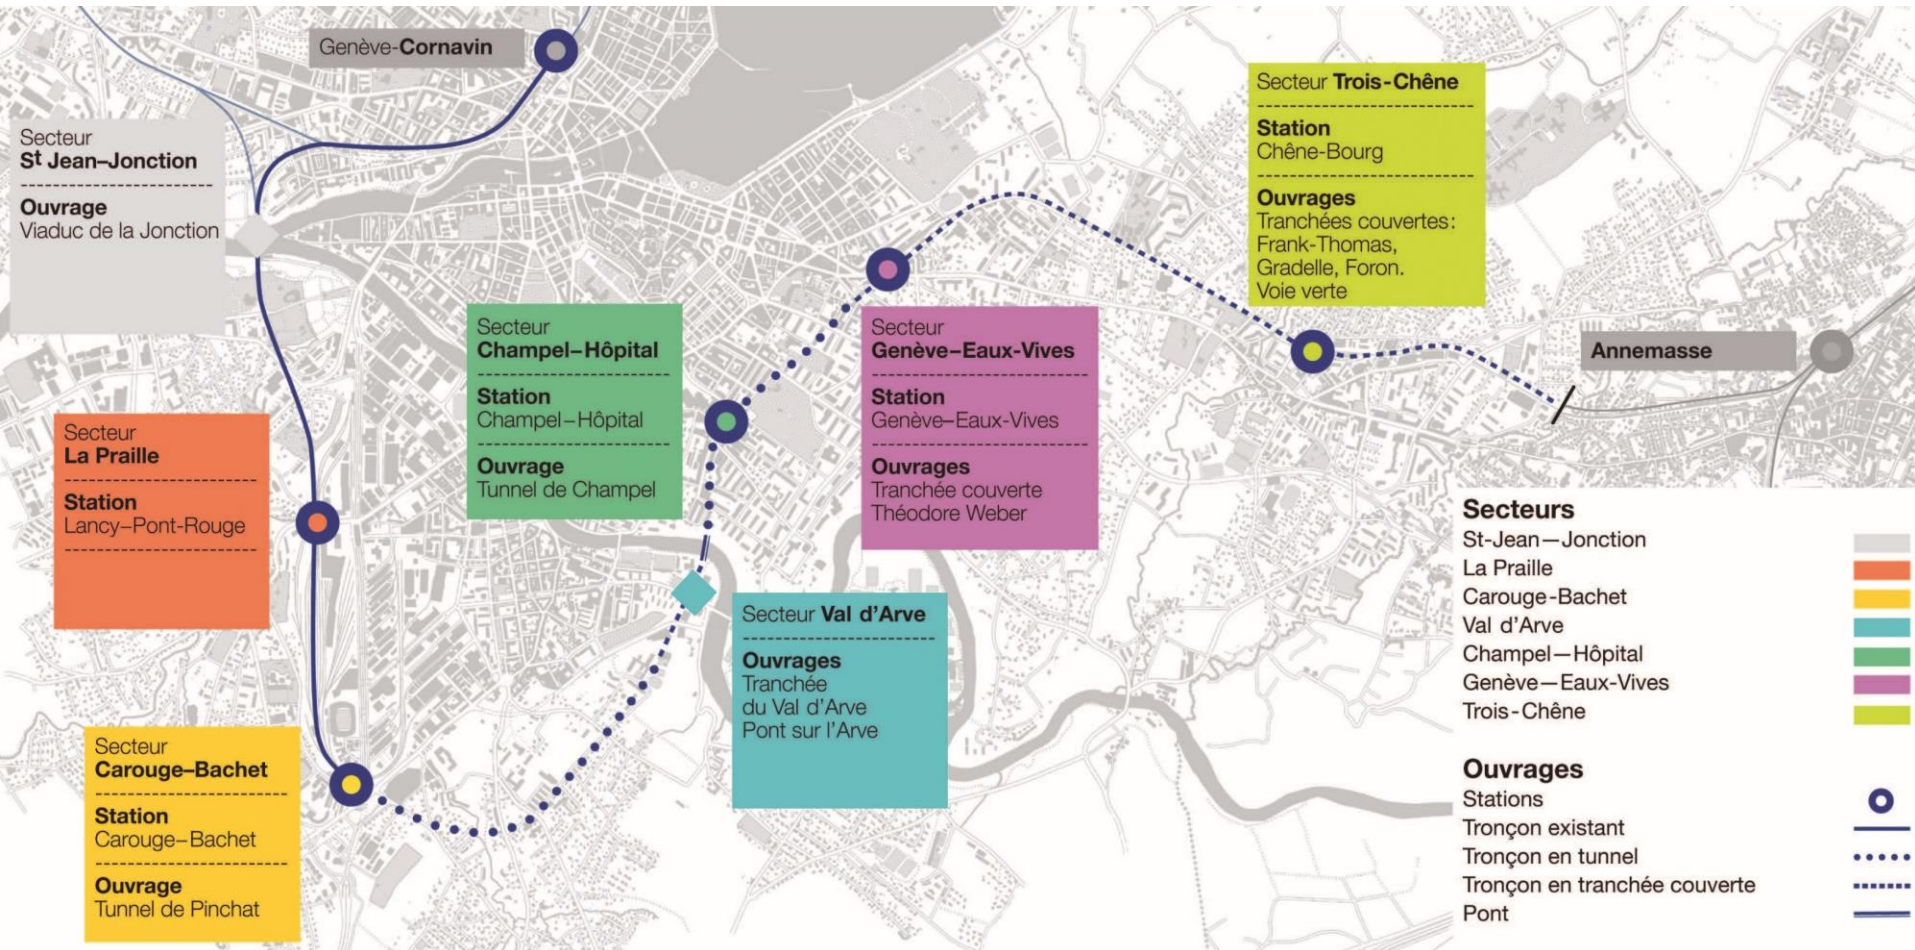 Genève-Cornavin
Secteur
St Jean–Jonction
Ouvrage
Viaduc de la Jonction
Secteur
La Praille
Station
Lancy–Pont-Rouge
Secteur
Carouge–Bachet
Station
Carouge–Bachet
Ouvrage
Tunnel de Pinchat
Secteur
Champel–Hôpital
Station
Champel–Hôpital
Ouvrage
Tunnel de Champel
Secteur Val d'Arve
Ouvrages
Tranchée
du Val d'Arve
Pont sur l'Arve
Secteur
Genève–Eaux-Vives
Station
Genève–Eaux-Vives
Ouvrages
Tranchée couverte
Théodore Weber
Secteur Trois-Chêne
Station
Chêne-Bourg
Ouvrages
Tranchées couvertes:
Frank-Thomas,
Gradelle, Foron.
Voie verte
Annemasse
Secteurs
St-Jean—Jonction
La Praille
Carouge-Bachet
Val d'Arve
Champel—Hôpital
Genève—Eaux-Vives
Trois-Chêne
Ouvrages
Stations
Tronçon existant
Tronçon en tunnel
Tronçon en tranchée couverte
Pont